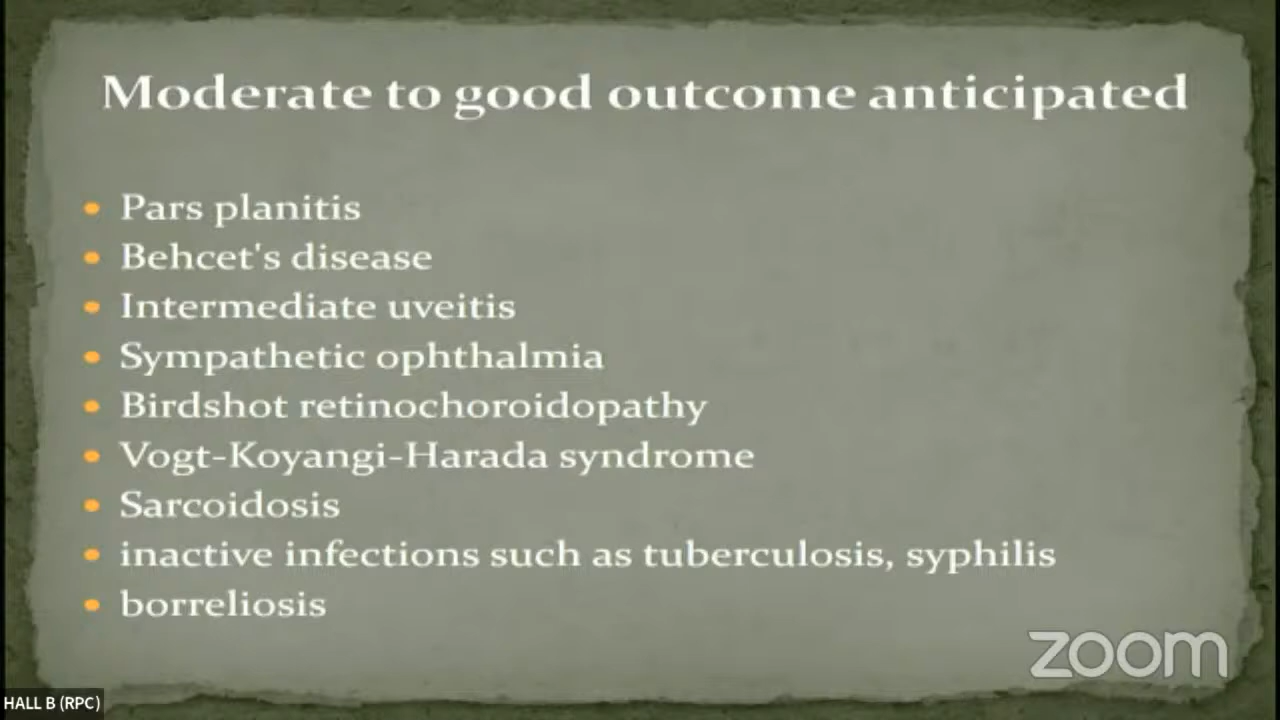 Moderate to good outcome anticipated
Pars planitis
Behcet's disease
Intermediate uveitis
Sympathetic ophthalmia
Birdshot retinochoroidopathy
Vogt-Koyangi-Harada syndrome
Sarcoidosis
inactive infections such as tuberculosis, syphilis
borreliosis
zoom
HALL B (RPC)